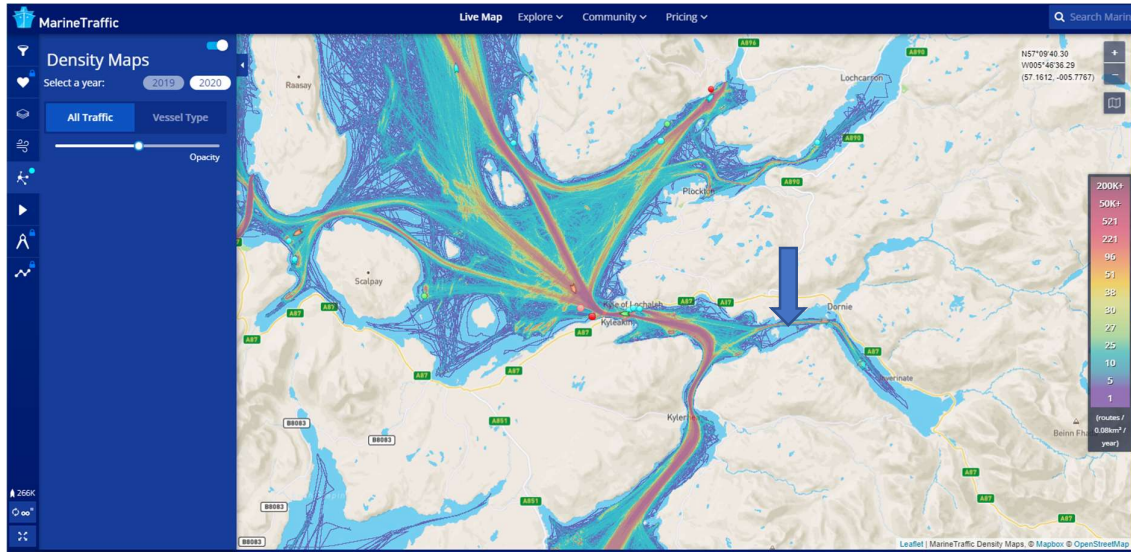 MarineTraffic
Live Map Explore Community Pricing
Search Marin
Density Maps
Select a year: 2019 2020
All Traffic Vessel Type
Opacity
266K
N57°09'40.30
W005°46'36.29
(57.1612, -005.7767)
+
−
A896
Raasay
Lochcarron
A890
A890
Plockton
Scalpay
A87
A87
A87
A87
Kyle of Lochalsh
A87
A87
Kyleakin
A87
Dornie
A87
A87
Inverinate
A851
B8083
B8083
A851
B8083
A87
A87
200K+
50K+
521
221
96
51
38
30
27
25
10
5
1
(routes /
0.08km² /
year)
Leaflet | MarineTraffic Density Maps, © Mapbox © OpenStreetMap